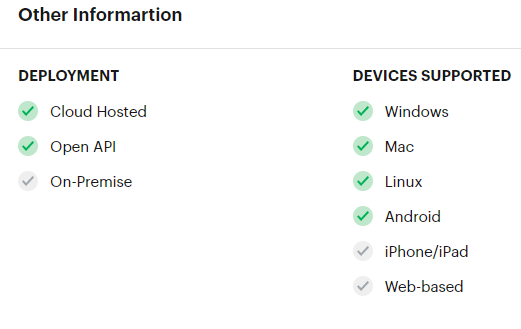 Other Informartion
DEPLOYMENT
Cloud Hosted
Open API
On-Premise
DEVICES SUPPORTED
Windows
Mac
Linux
Android
iPhone/iPad
Web-based